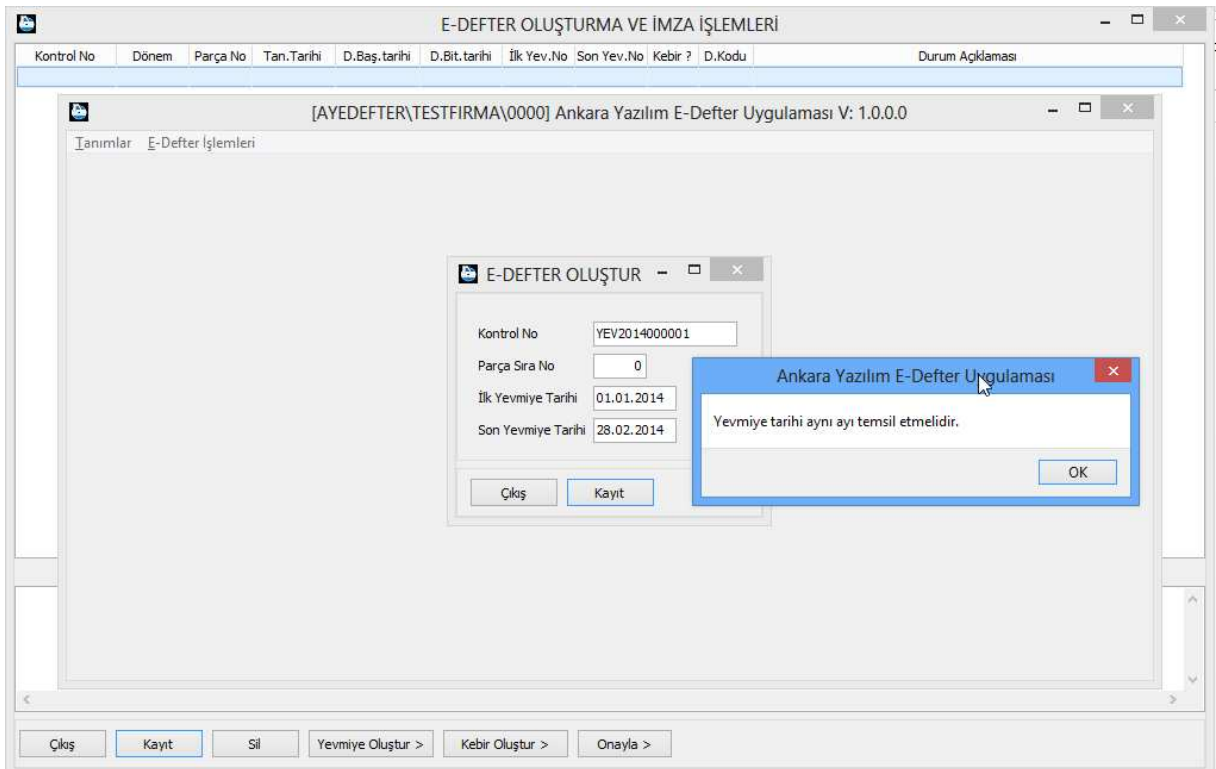 E-DEFTER OLUŞTURMA VE İMZA İŞLEMLERİ
Kontrol No Dönem Parça No Tan.Tarihi D.Baş.tarihi D.Bit.tarihi İlk Yev.No Son Yev.No Kebir ? D.Kodu Durum Açıklaması
[AYEDEFTER\TESTFIRMA\0000] Ankara Yazılım E-Defter Uygulaması V: 1.0.0.0
Tanımlar E-Defter İşlemleri
E-DEFTER OLUŞTUR
Kontrol No YEV2014000001
Parça Sıra No 0
İlk Yevmiye Tarihi 01.01.2014
Son Yevmiye Tarihi 28.02.2014
Çıkış Kayıt
Ankara Yazılım E-Defter Uygulaması
Yevmiye tarihi aynı ayı temsil etmelidir.
OK
Çıkış Kayıt Sil Yevmiye Oluştur > Kebir Oluştur > Onayla >